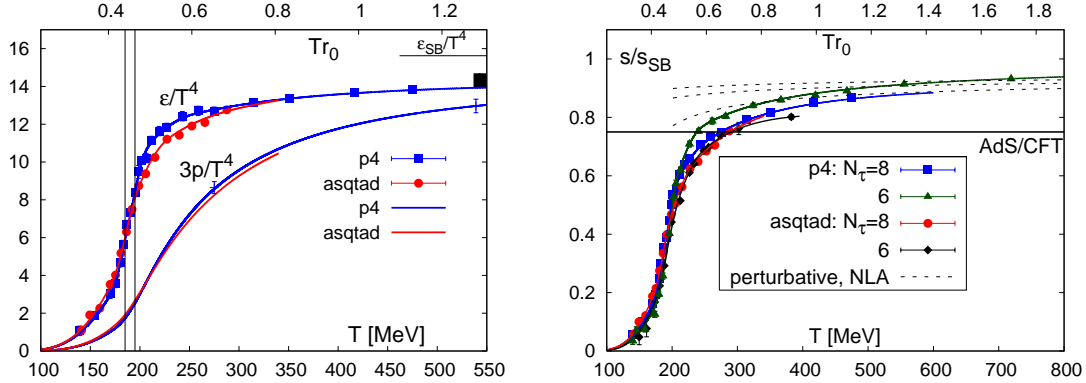 0.4 0.6 0.8 1 1.2
16
14
12
10
8
6
4
2
0
100 150 200 250 300 350 400 450 500 550
Tr0
εSB/T4
ε/T4
3p/T4
p4
asqtad
p4
asqtad
T [MeV]
0.4 0.6 0.8 1 1.2 1.4 1.6 1.8
1
0.8
0.6
0.4
0.2
0
100 200 300 400 500 600 700 800
s/sSB
Tr0
AdS/CFT
p4: Nτ=8
6
asqtad: Nτ=8
6
perturbative, NLA
T [MeV]